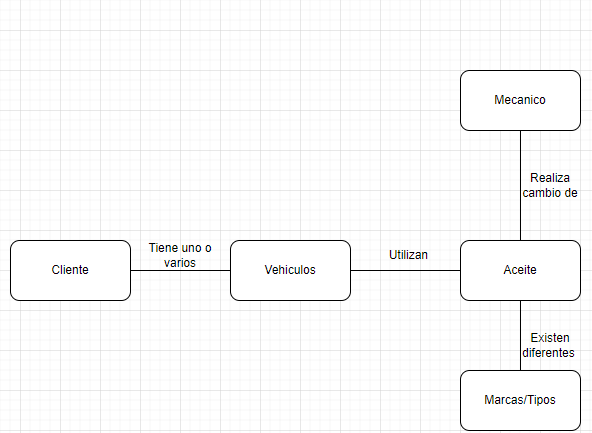 Mecanico
Realiza
cambio de
Tiene uno o
varios
Cliente
Vehiculos
Utilizan
Aceite
Existen
diferentes
Marcas/Tipos